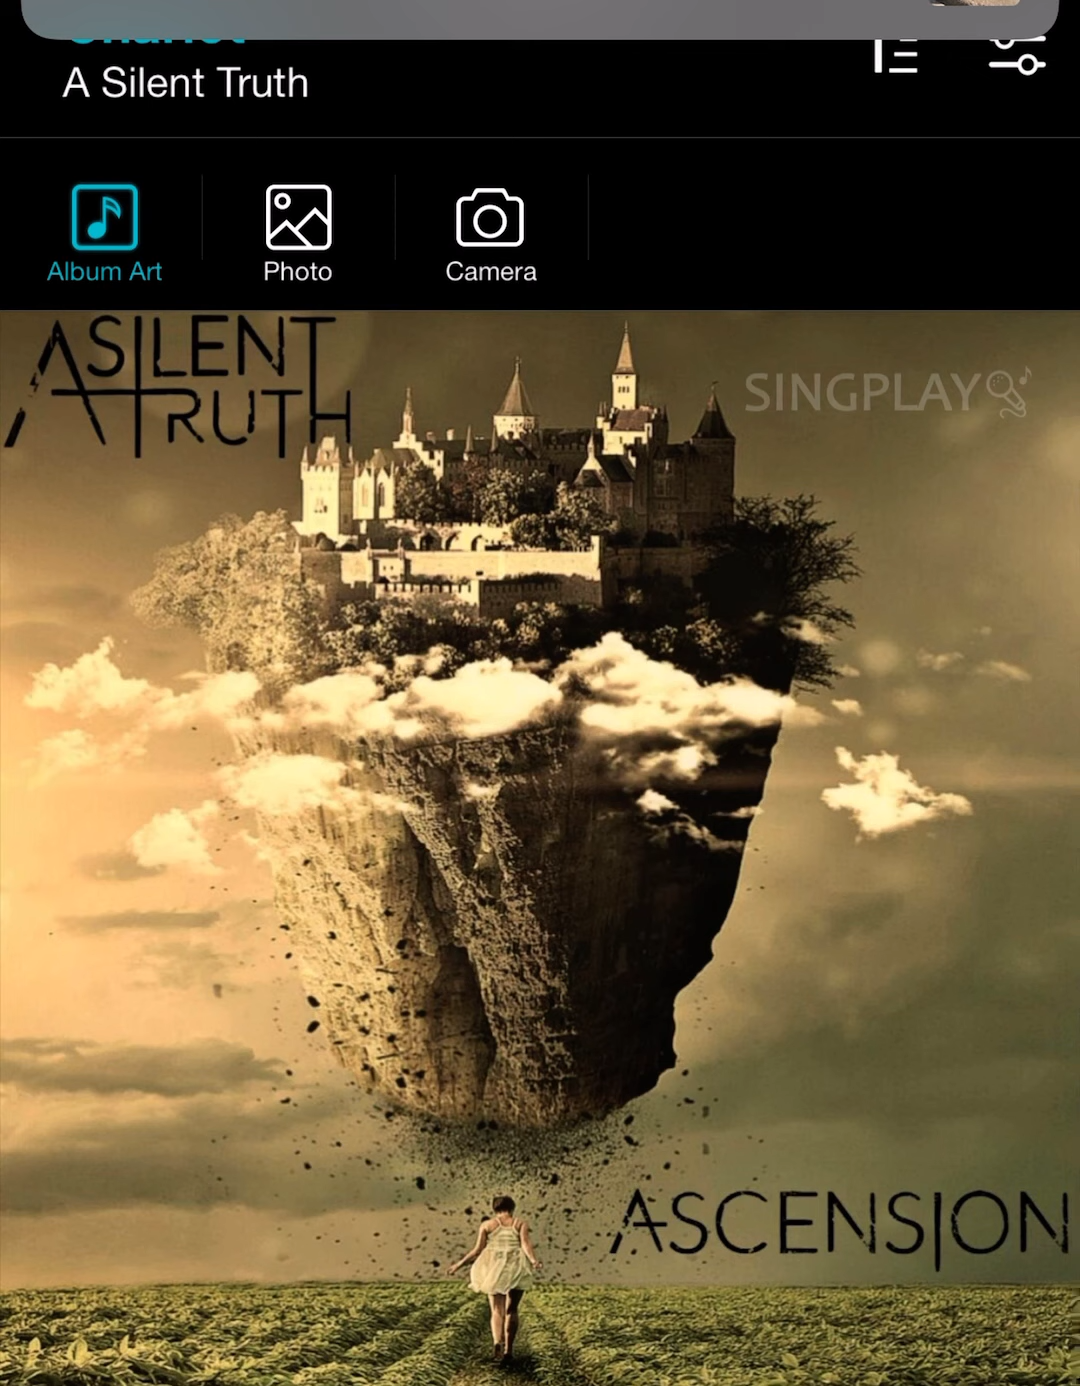 A Silent Truth
Album Art
Photo
Camera
A SILENT
TRUTH
SINGPLAY
ASCENSION